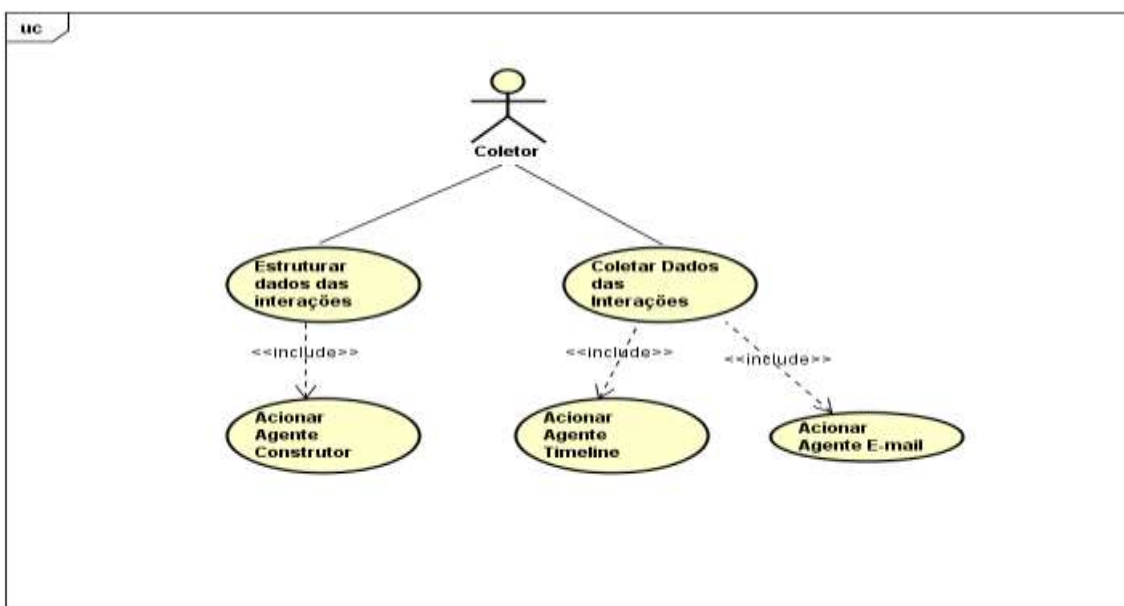 uc
Coletor
Estruturar
dados das
interações
Coletar Dados
das
Interações
<<include>>
<<include>>
<<include>>
Acionar
Agente
Construtor
Acionar
Agente
Timeline
Acionar
Agente E-mail